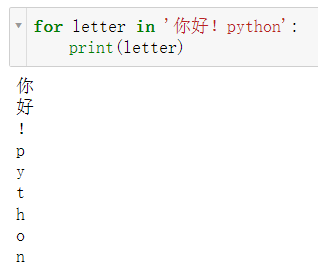 for letter in '你好！python':
    print(letter)
你
好
！
p
y
t
h
o
n